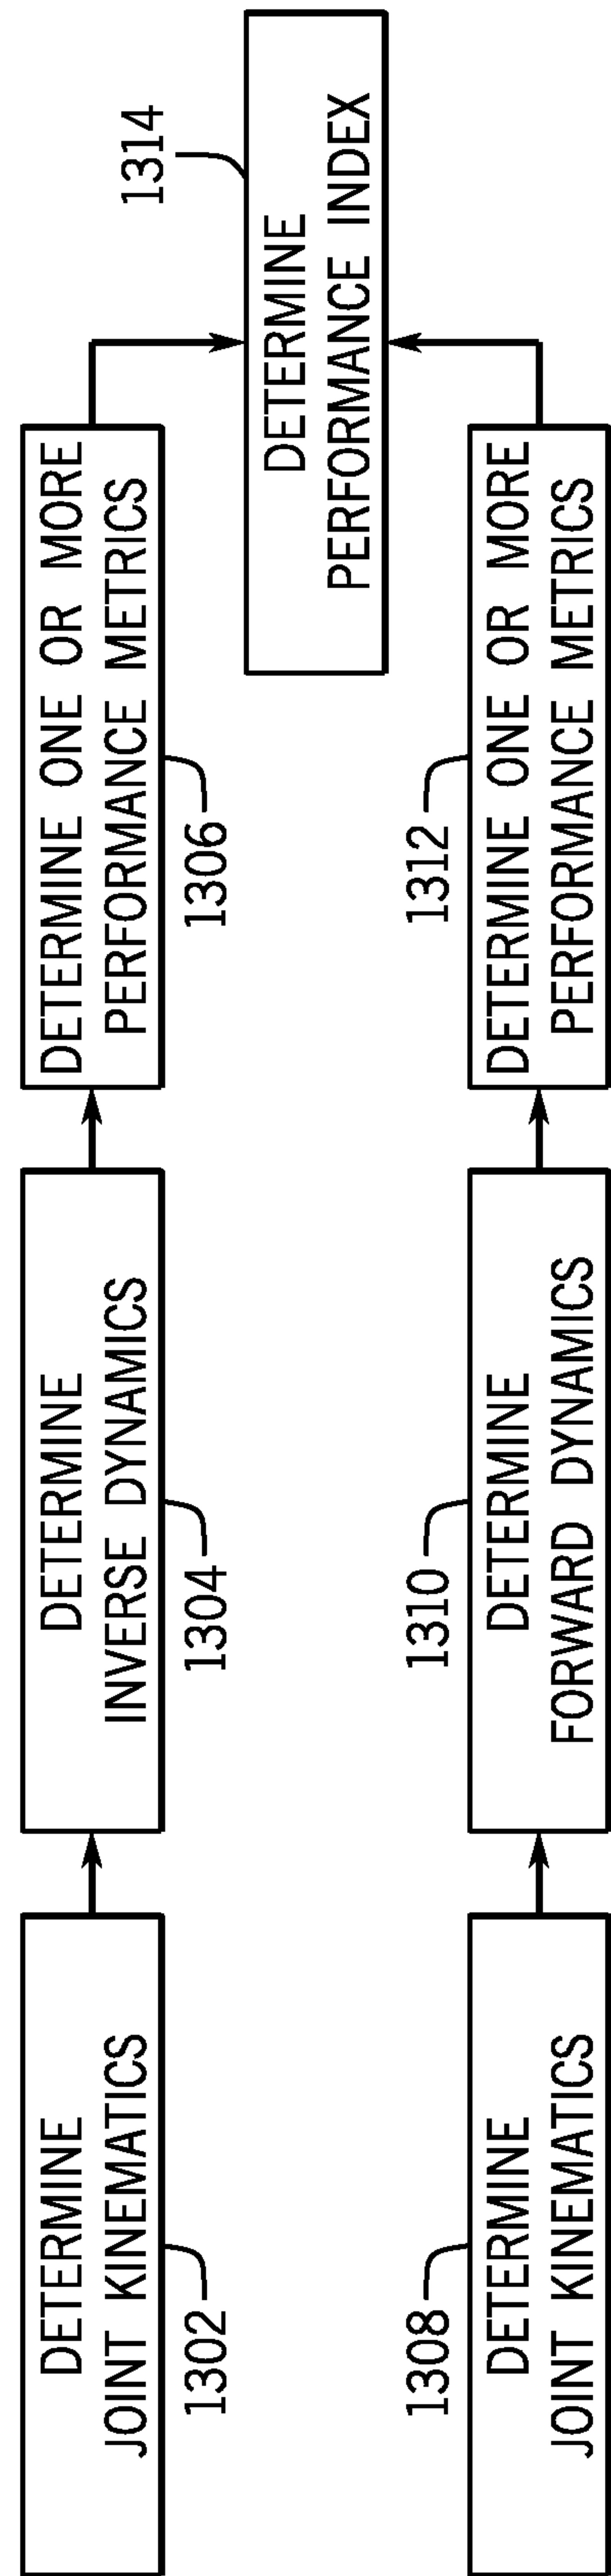 DETERMINE
JOINT KINEMATICS
1302
DETERMINE
INVERSE DYNAMICS
1304
DETERMINE ONE OR MORE
PERFORMANCE METRICS
1306
1308
DETERMINE
JOINT KINEMATICS
1310
DETERMINE
FORWARD DYNAMICS
1312
DETERMINE ONE OR MORE
PERFORMANCE METRICS
1314
DETERMINE
PERFORMANCE INDEX